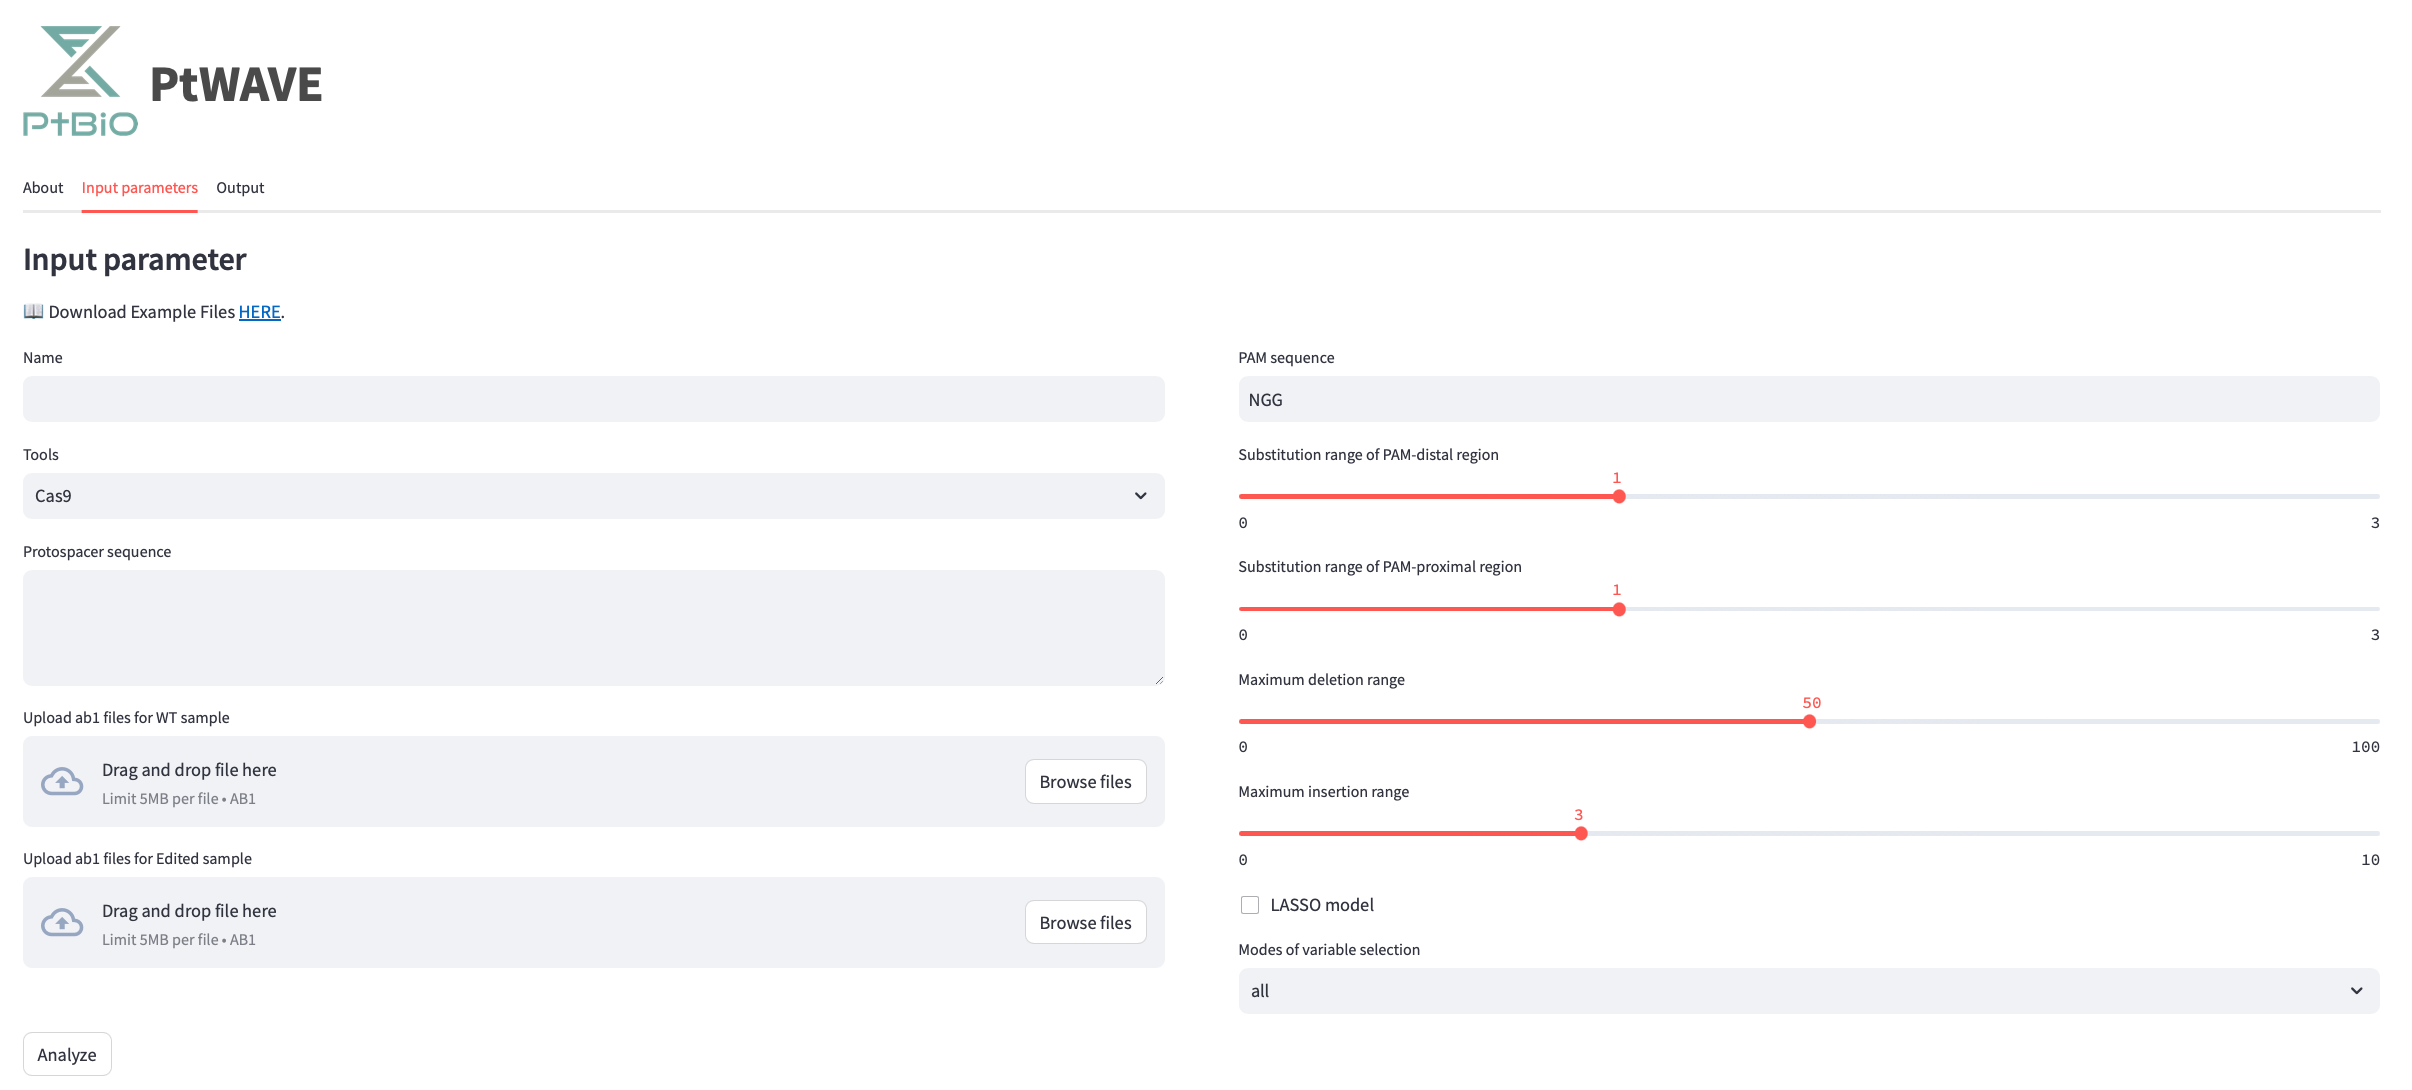 PtBiO
PtWAVE
About
Input parameters
Output
Input parameter
📖 Download Example Files HERE.
Name
Tools
Cas9
Protospacer sequence
Upload ab1 files for WT sample
Drag and drop file here
Limit 5MB per file • AB1
Browse files
Upload ab1 files for Edited sample
Drag and drop file here
Limit 5MB per file • AB1
Browse files
PAM sequence
NGG
Substitution range of PAM-distal region
1
0
3
Substitution range of PAM-proximal region
1
0
3
Maximum deletion range
50
0
100
Maximum insertion range
3
0
10
LASSO model
Modes of variable selection
all
Analyze